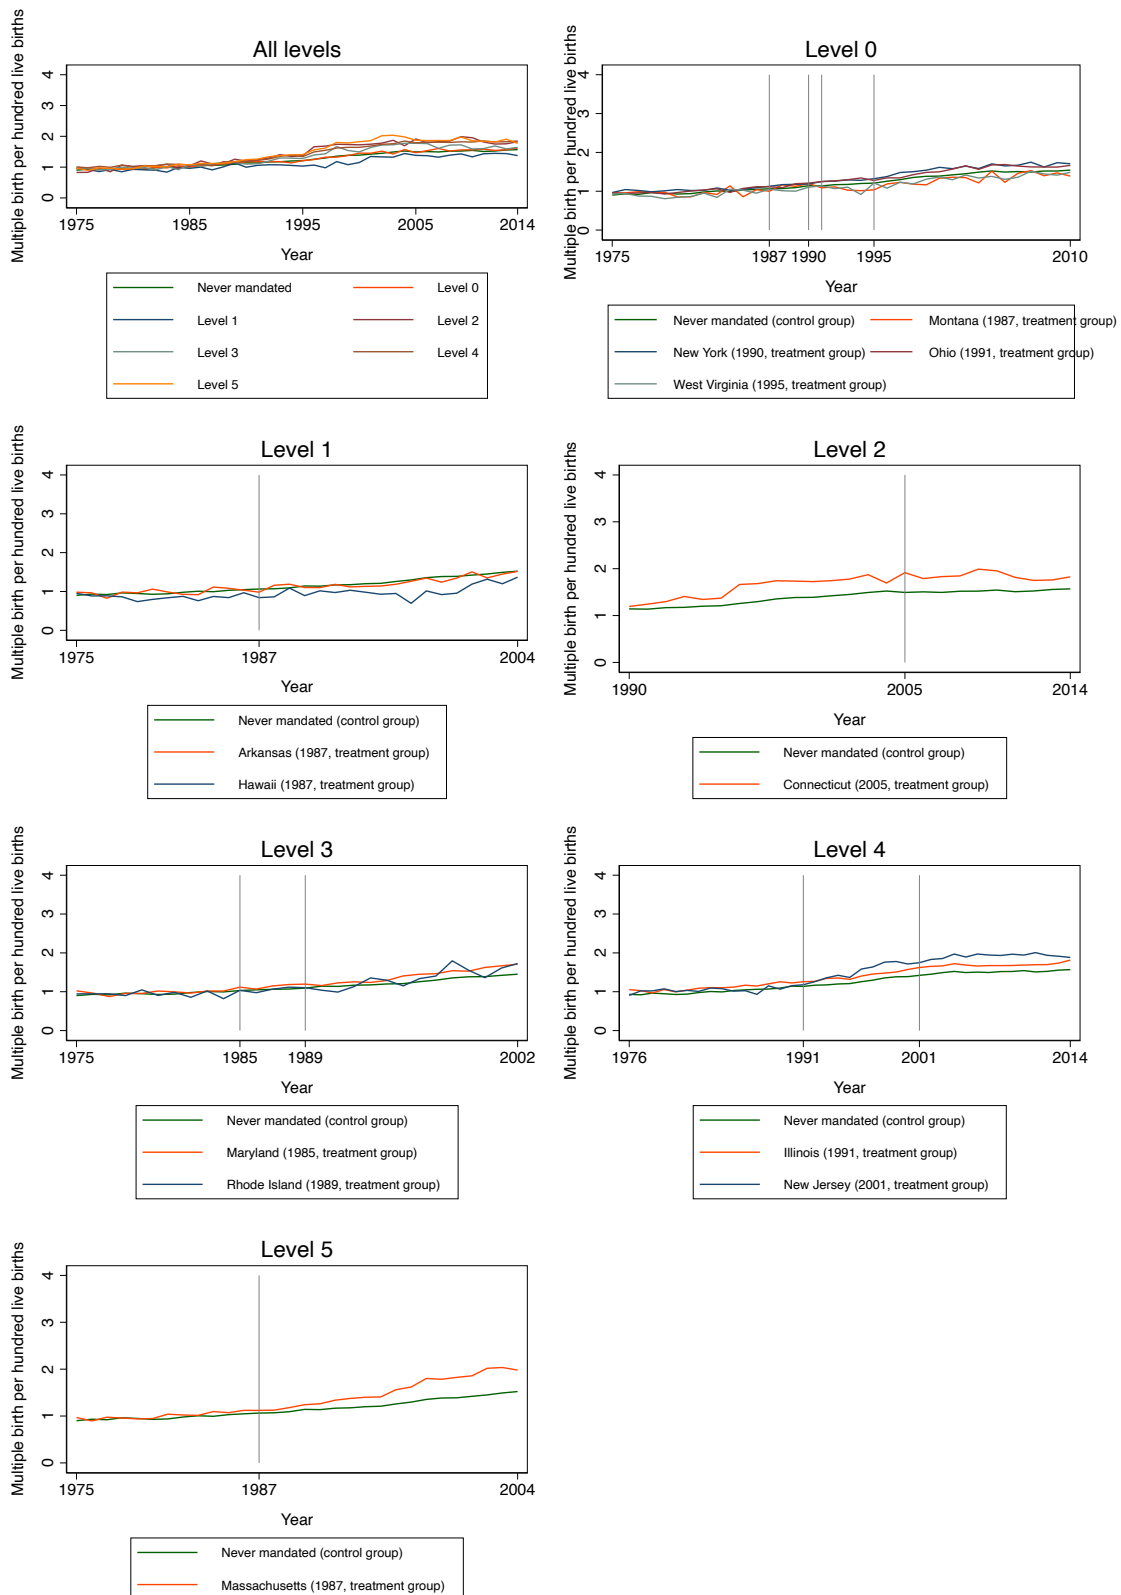 All levels
Multiple birth per hundred live births
4
3
2
1
0
1975 1985 1995 2005 2014
Year
Never mandated Level 0
Level 1 Level 2
Level 3 Level 4
Level 5
Level 0
Multiple birth per hundred live births
4
3
2
1
0
1975 1987 1990 1995 2010
Year
Never mandated (control group) Montana (1987, treatment group)
New York (1990, treatment group) Ohio (1991, treatment group)
West Virginia (1995, treatment group)
Level 1
Multiple birth per hundred live births
4
3
2
1
0
1975 1987 2004
Year
Never mandated (control group)
Arkansas (1987, treatment group)
Hawaii (1987, treatment group)
Level 2
Multiple birth per hundred live births
4
3
2
1
0
1990 2005 2014
Year
Never mandated (control group)
Connecticut (2005, treatment group)
Level 3
Multiple birth per hundred live births
4
3
2
1
0
1975 1985 1989 2002
Year
Never mandated (control group)
Maryland (1985, treatment group)
Rhode Island (1989, treatment group)
Level 4
Multiple birth per hundred live births
4
3
2
1
0
1976 1991 2001 2014
Year
Never mandated (control group)
Illinois (1991, treatment group)
New Jersey (2001, treatment group)
Level 5
Multiple birth per hundred live births
4
3
2
1
0
1975 1987 2004
Year
Never mandated (control group)
Massachusetts (1987, treatment group)